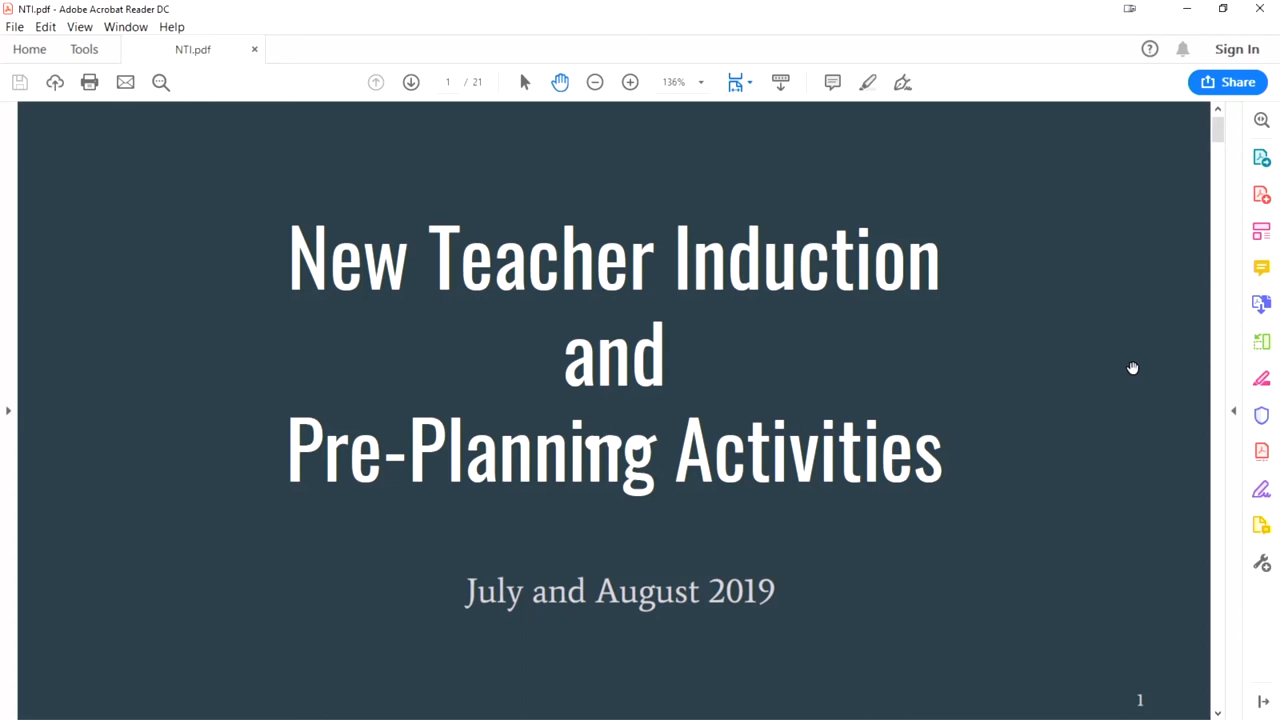 NTI.pdf - Adobe Acrobat Reader DC
File Edit View Window Help
Home Tools NTI.pdf Sign In
1 / 21 136% Share
New Teacher Induction
and
Pre-Planning Activities
July and August 2019
1